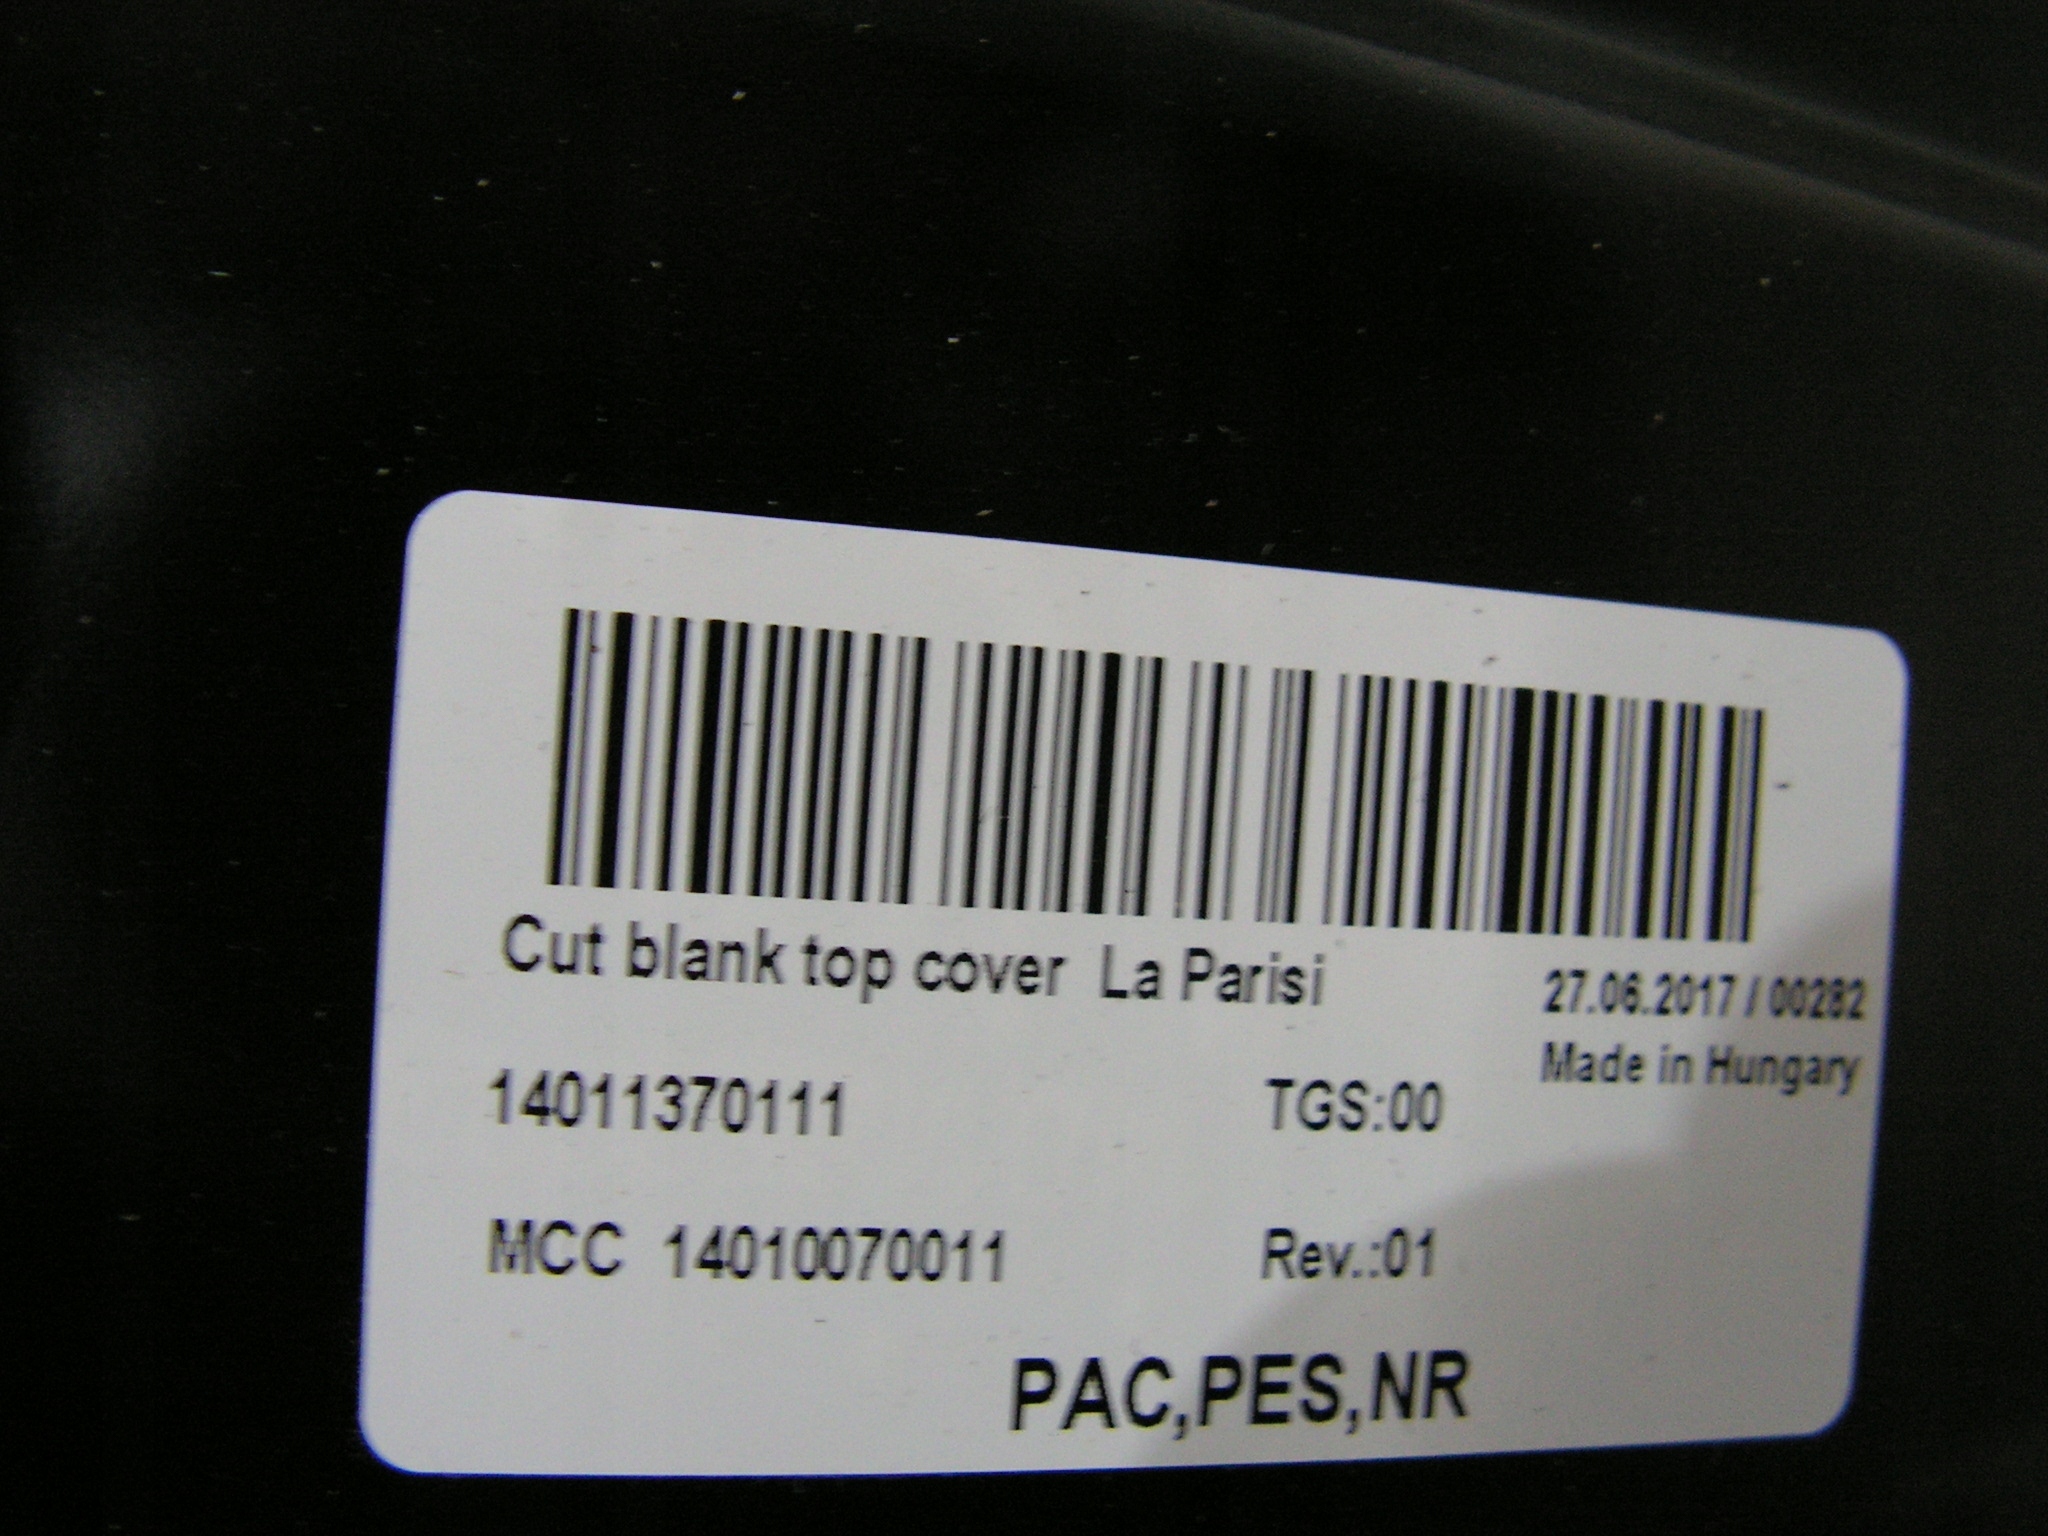 Cut blank top cover La Parisi
27.06.2017 / 00282
Made in Hungary
14011370111
TGS:00
MCC 14010070011
Rev.:01
PAC,PES,NR